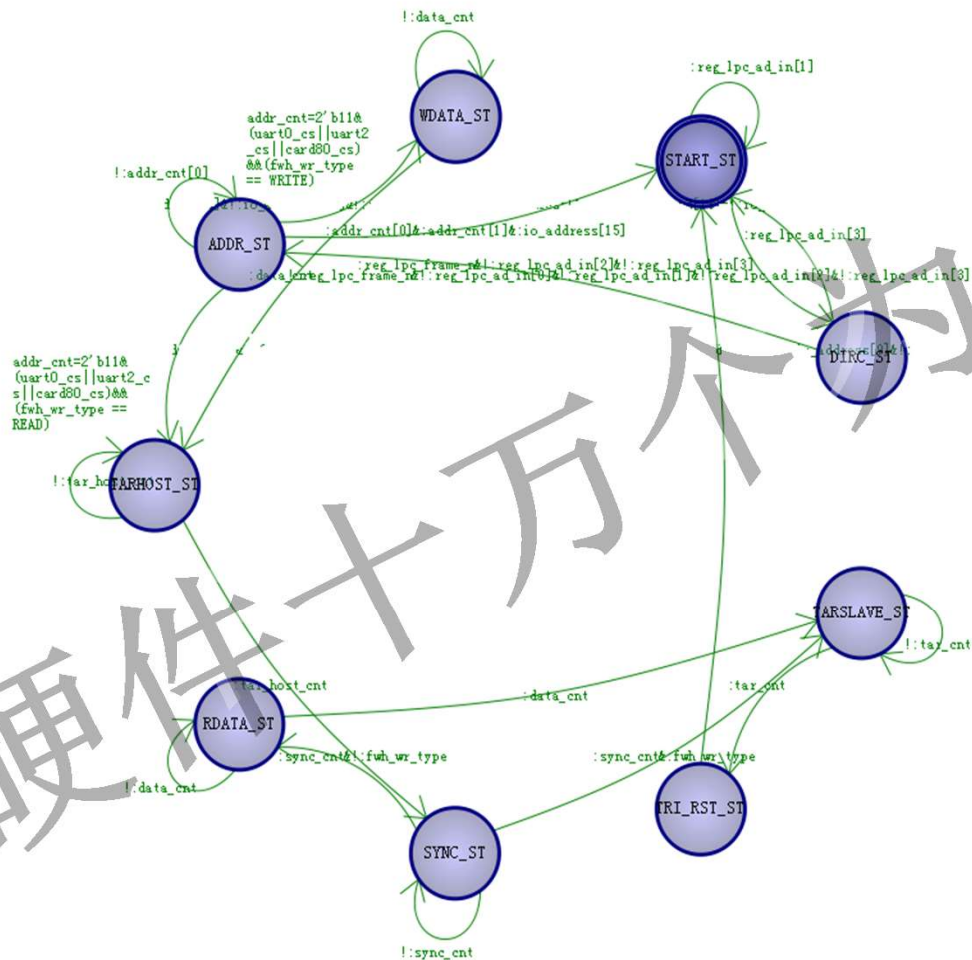 !:data_cnt
:reg_lpc_ad_in[1]
WDATA_ST
addr_cnt=2'b11&
(uart0_cs||uart2
_cs||card80_cs)
&&(fwh_wr_type
== WRITE)
START_ST
!:addr_cnt[0]
ADDR_ST
:addr_cnt[0]&:addr_cnt[1]&:io_address[15]
:reg_lpc_ad_in[3]
DIRC_ST
addr_cnt=2'b11&
(uart0_cs||uart2_c
s||card80_cs)&&
(fwh_wr_type ==
READ)
TARHOST_ST
硬件十万个为
TARSLAVE_ST
!:tar_cnt
:tar_host_cnt
:tar_cnt
:data_cnt
RDATA_ST
:sync_cnt&!:fwh_wr_type
:sync_cnt&:fwh_wr_type
!:data_cnt
TRI_RST_ST
SYNC_ST
!:sync_cnt